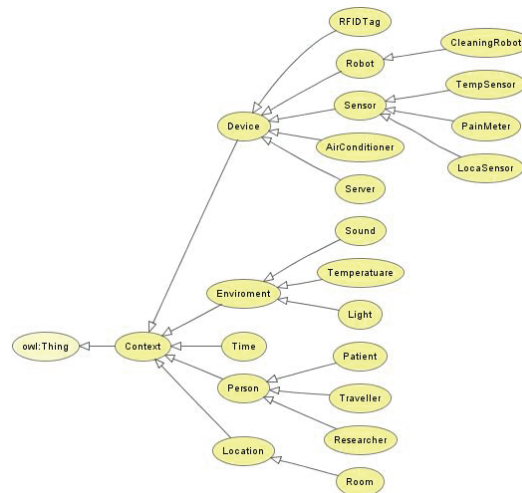 RFIDTag
CleaningRobot
Robot
TempSensor
Sensor
Device
PainMeter
AirConditioner
LocaSensor
Server
Sound
Temperatuare
Enviroment
Light
owl:Thing
Context
Time
Patient
Person
Traveller
Researcher
Location
Room